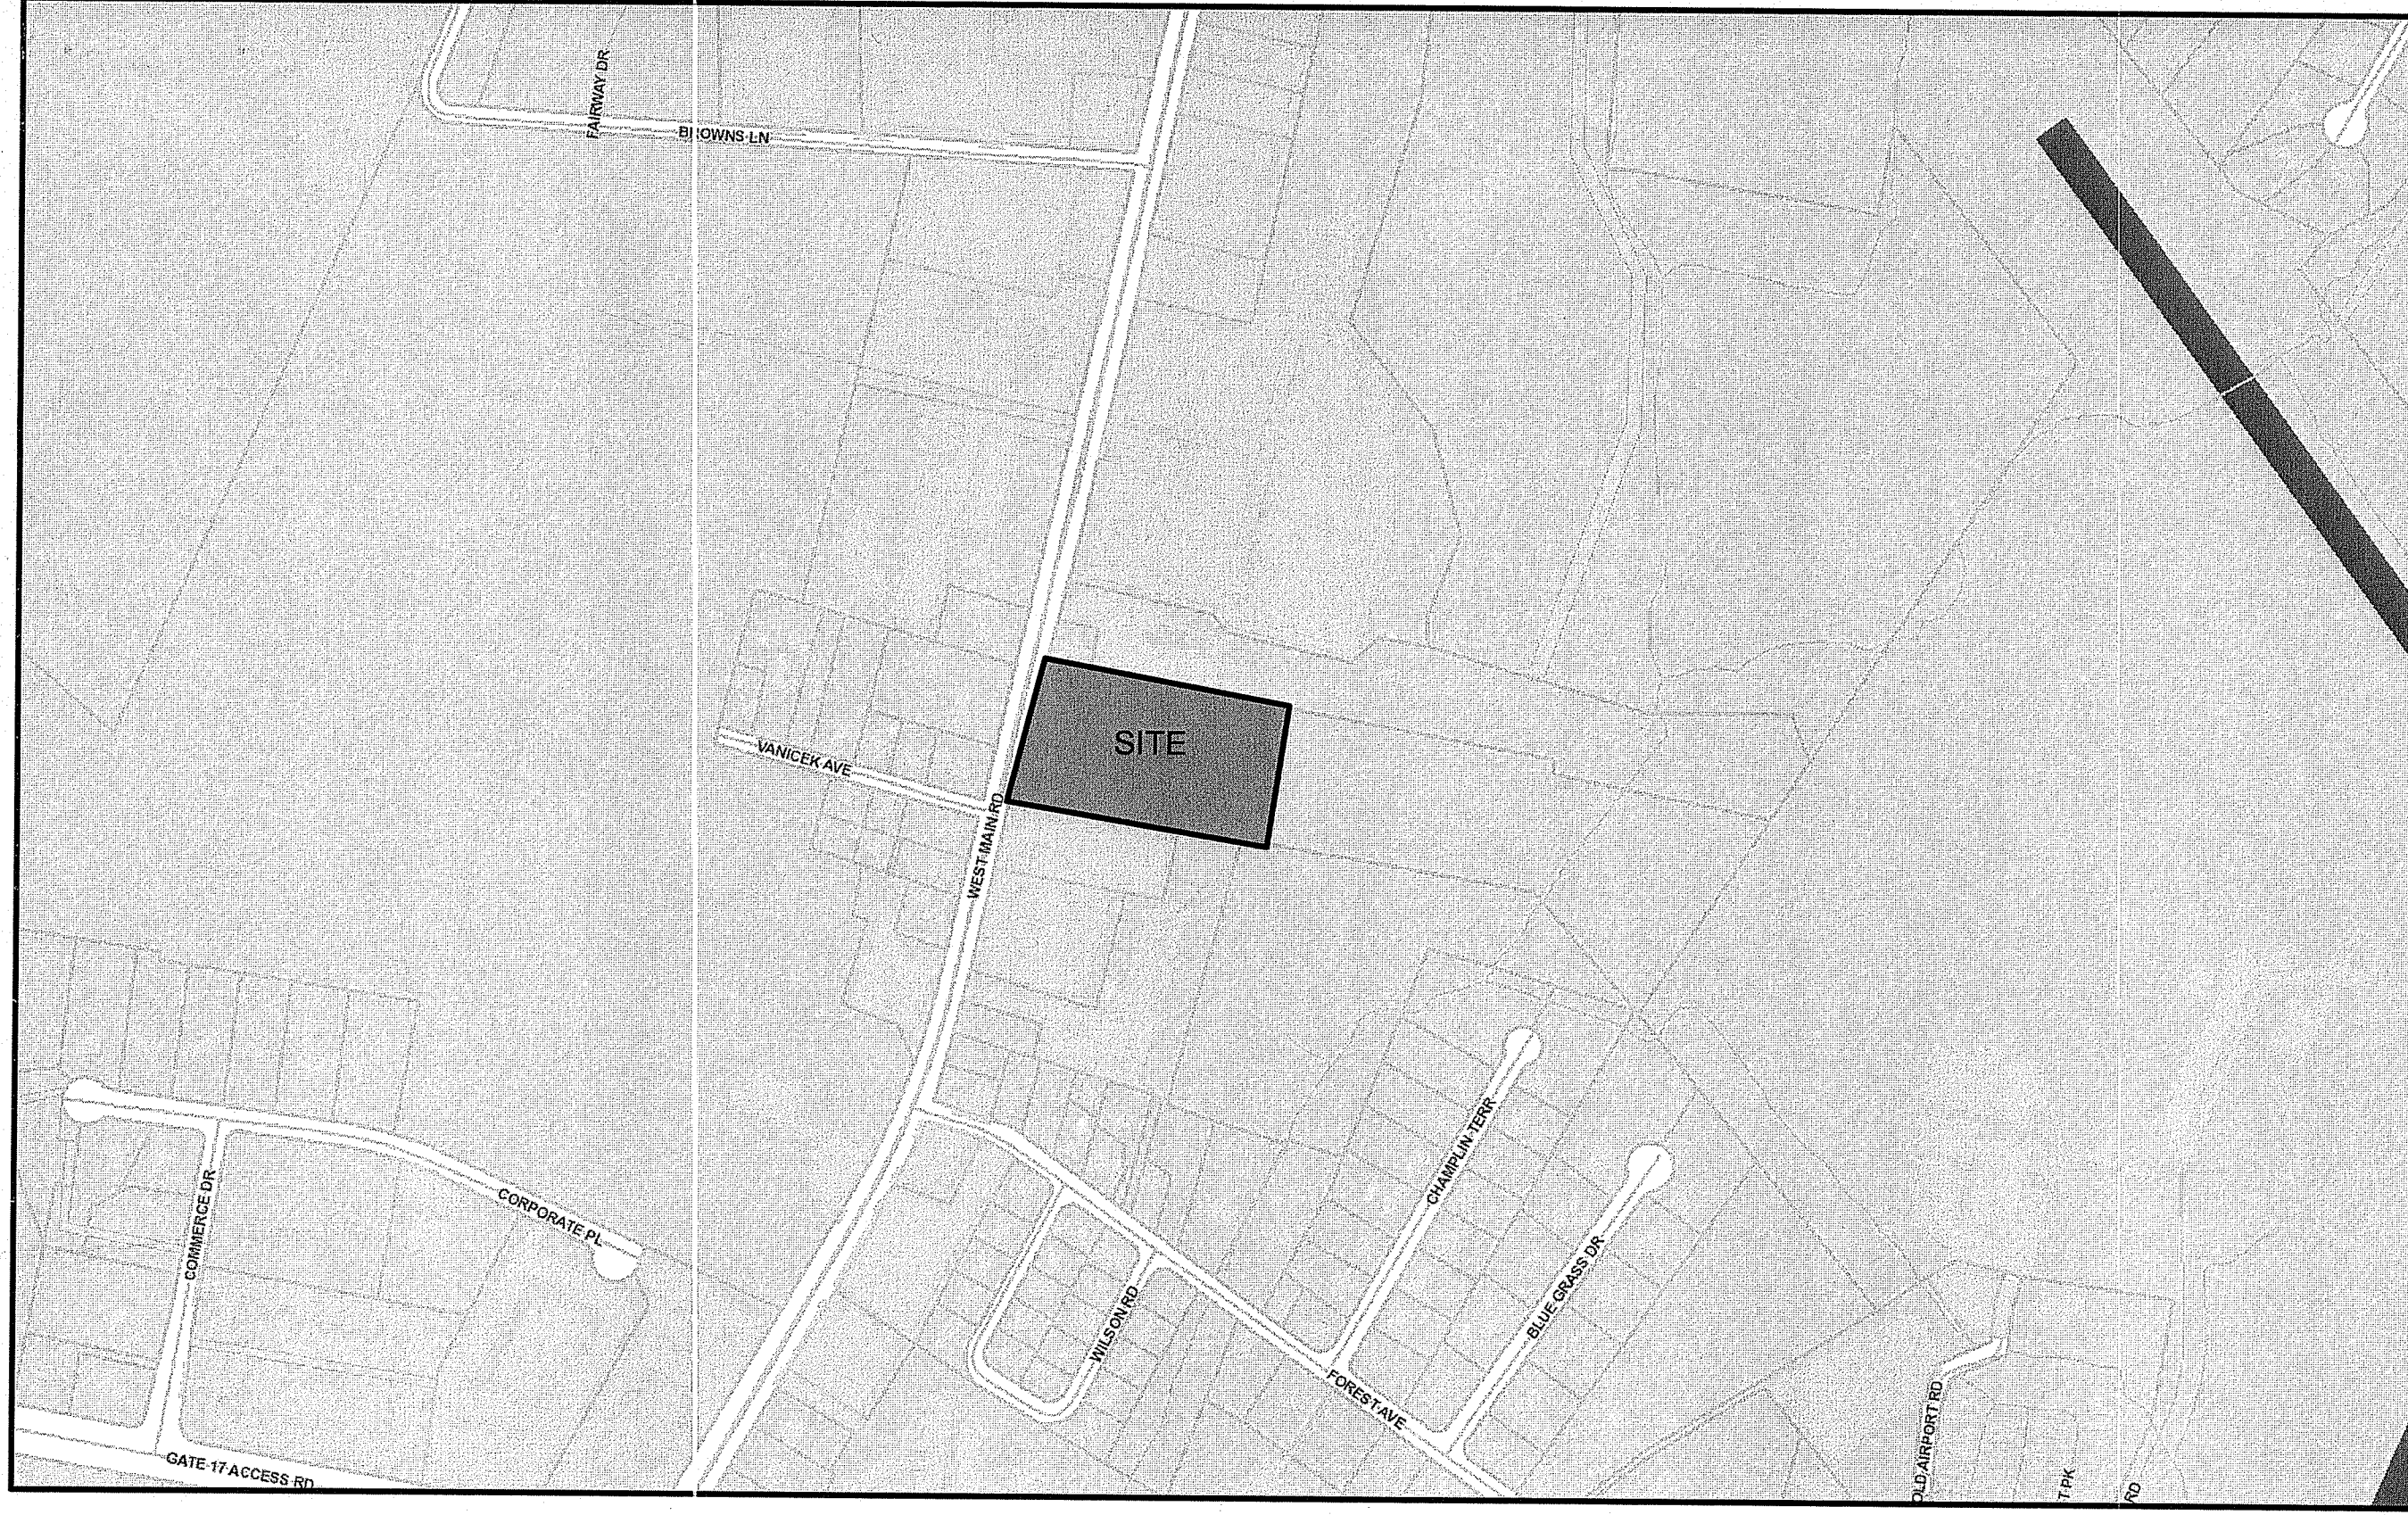 FAIRWAY DR
BROWNS LN
SITE
VANICEK AVE
WEST MAIN RD
CHAMPLIN TERR
COMMERCE DR
CORPORATE PL
BLUE GRASS DR
WILSON RD
FOREST AVE
OLD AIRPORT RD
GATE 17 ACCESS RD
T PK
RD